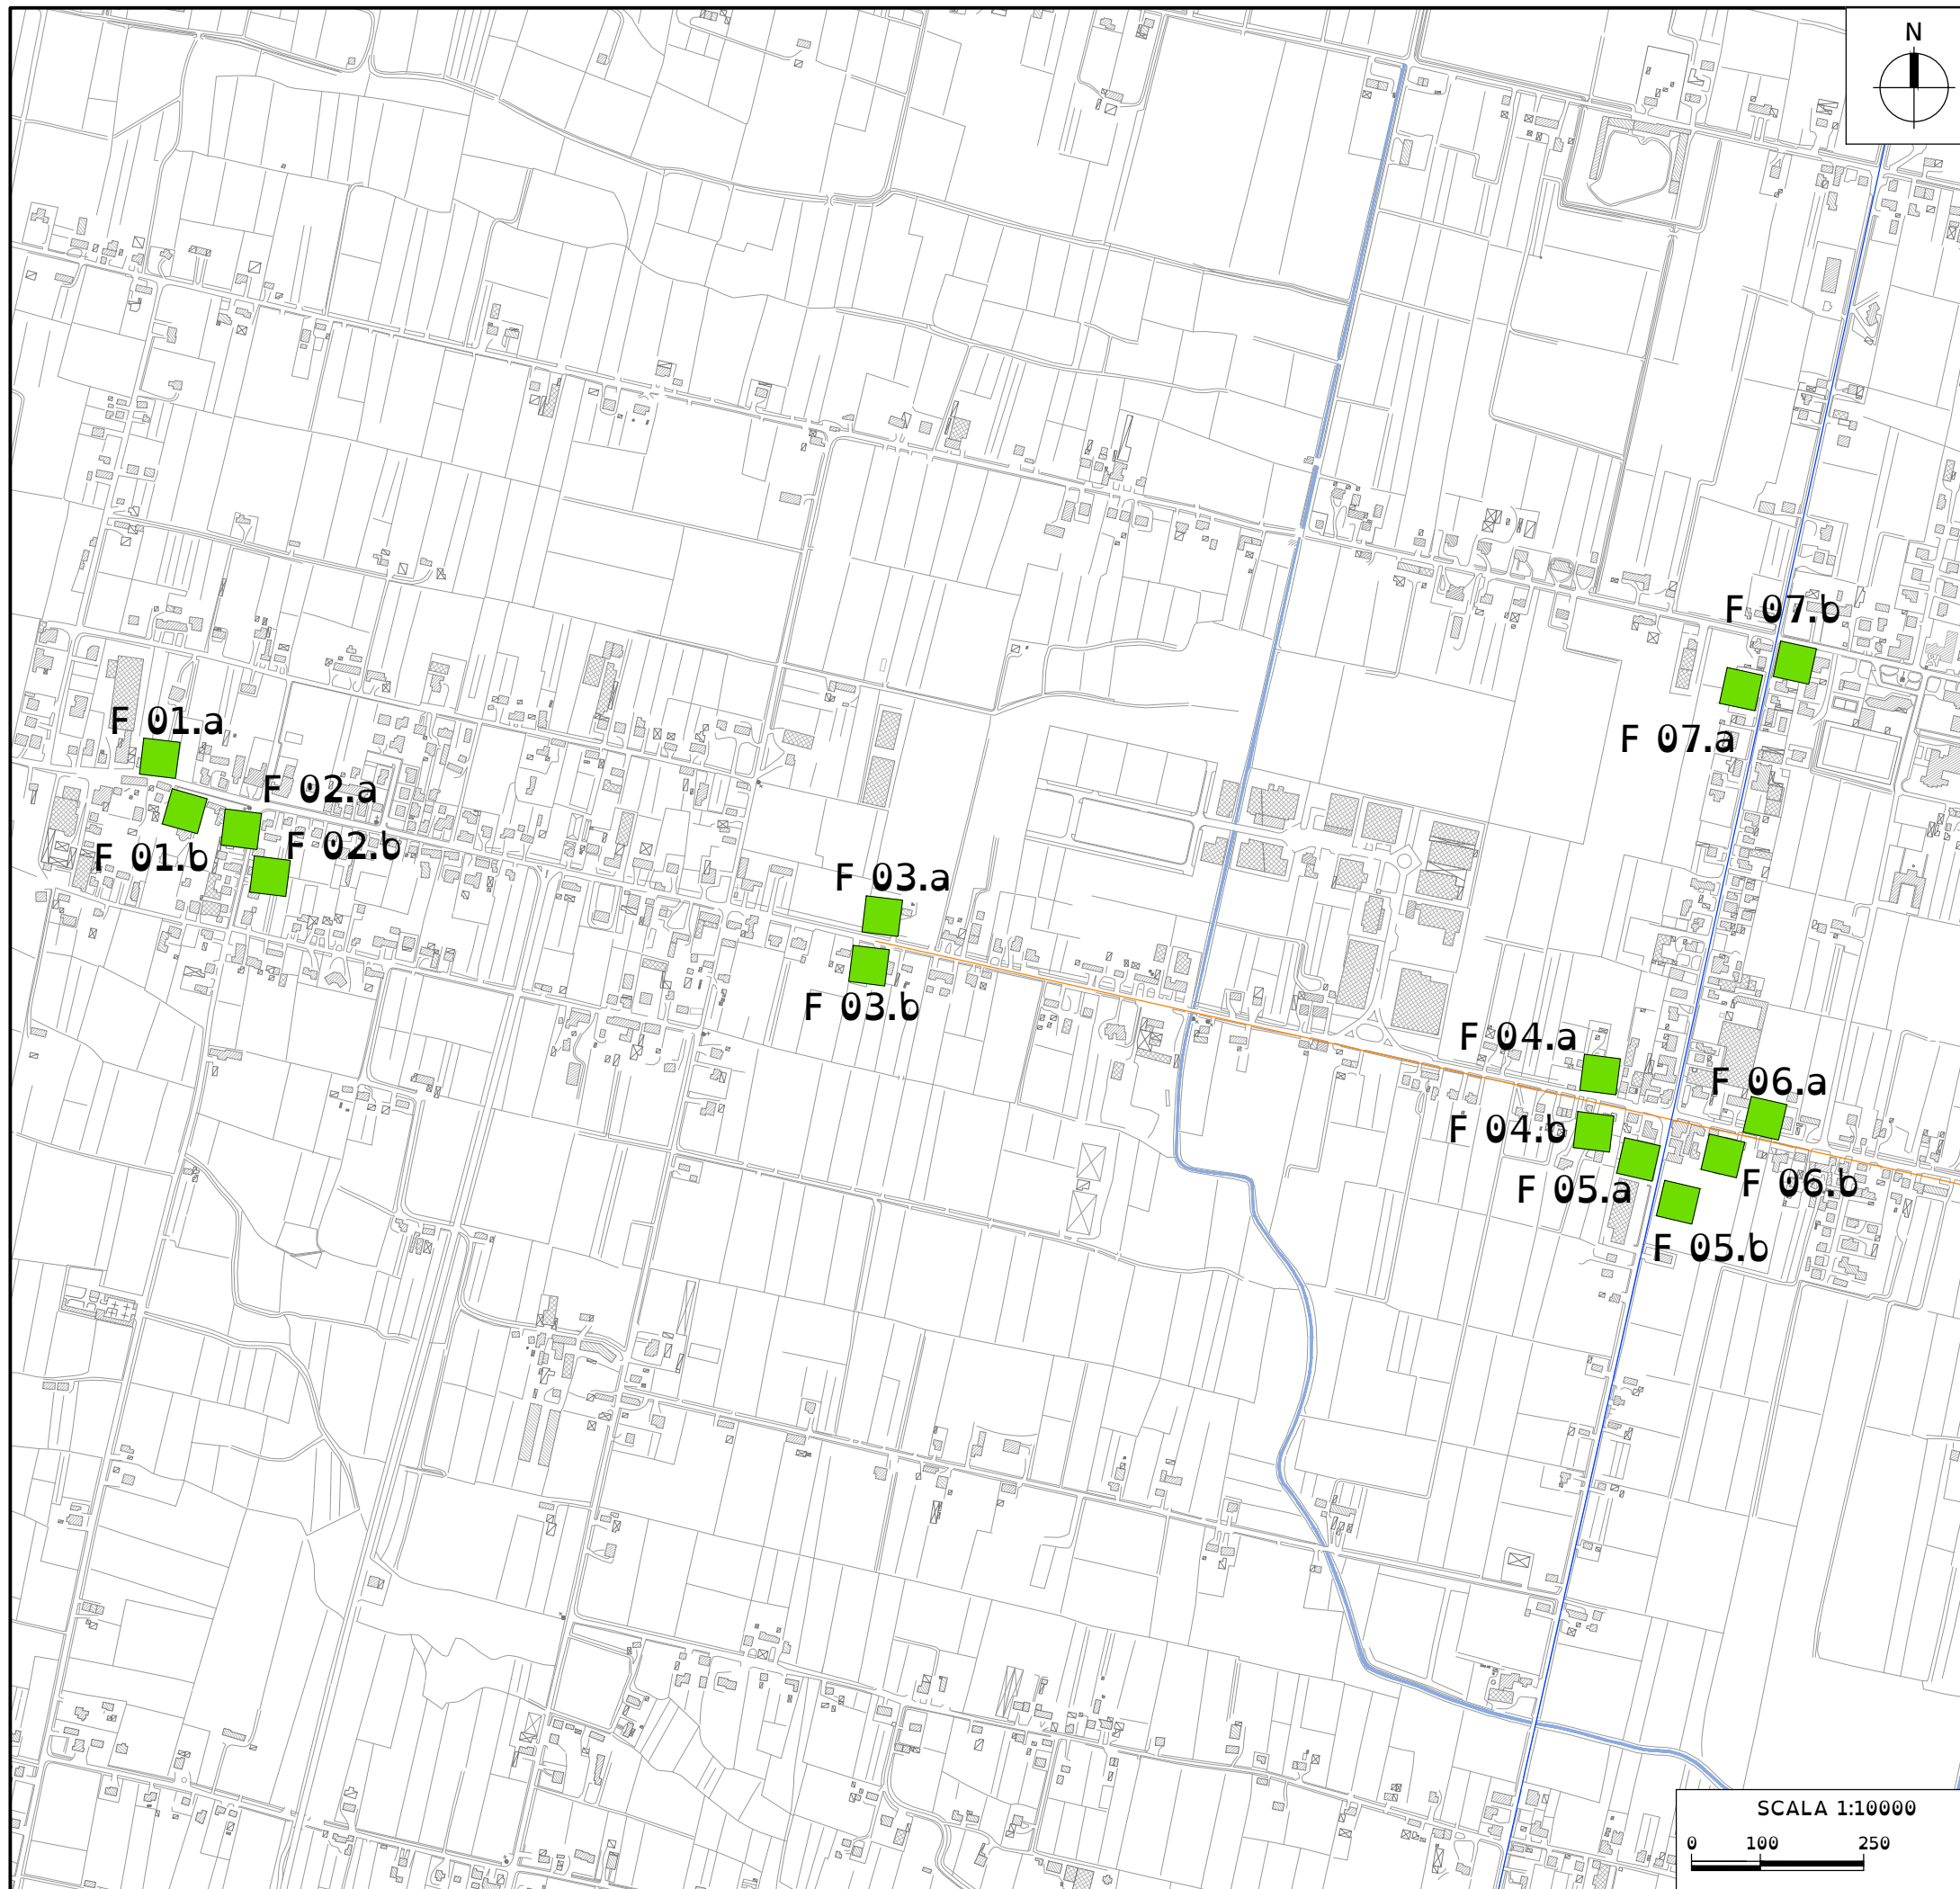 N
F 07.b
F 07.a
F 01.a
F 02.a
F 02.b
F 01.b
F 03.a
F 03.b
F 04.a
F 06.a
F 04.b
F 05.a
F 06.b
F 05.b
SCALA 1:10000
0 100 250